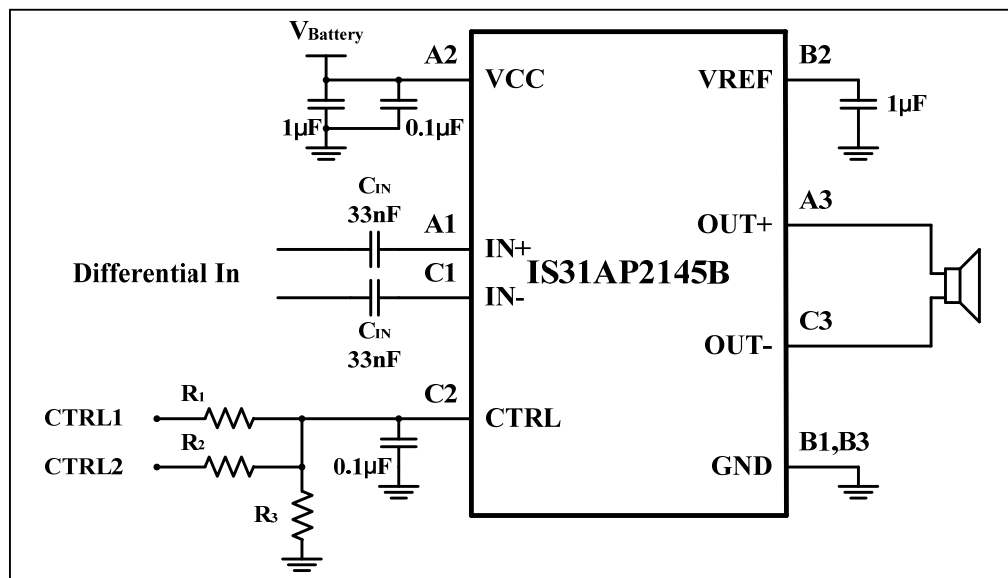 VBattery
A2
VCC
1µF
0.1µF
B2
VREF
1µF
CIN
33nF
A1
IN+
Differential In
C1
IN-
CIN
33nF
IS31AP2145B
A3
OUT+
C3
OUT-
C2
CTRL
CTRL1
R1
CTRL2
R2
R3
0.1µF
B1,B3
GND